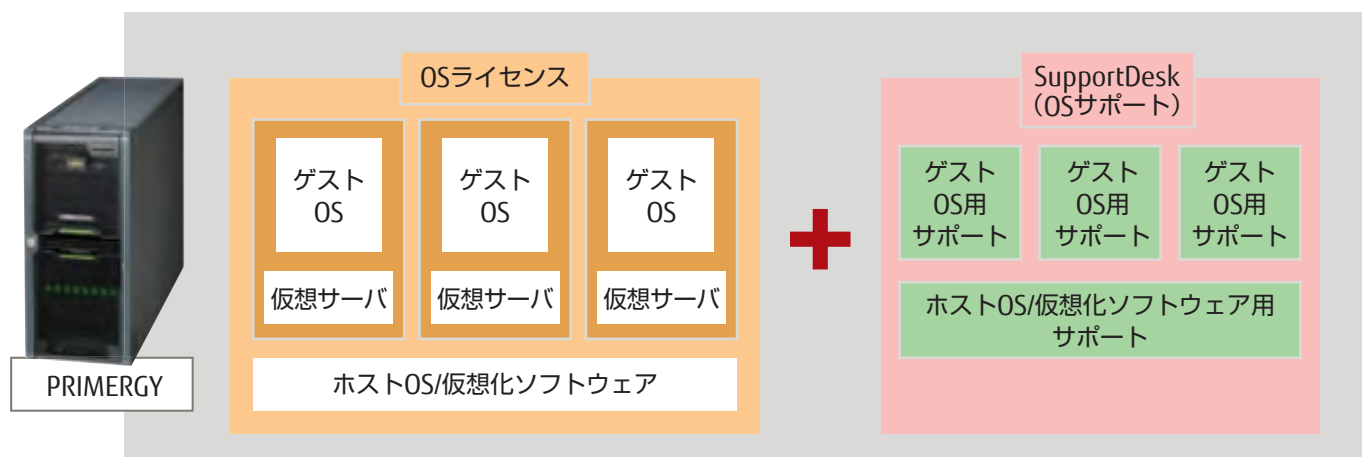 OSライセンス
ゲスト
OS
仮想サーバ
ゲスト
OS
仮想サーバ
ゲスト
OS
仮想サーバ
ホストOS/仮想化ソフトウェア
PRIMERGY
SupportDesk
（OSサポート）
ゲスト
OS用
サポート
ゲスト
OS用
サポート
ゲスト
OS用
サポート
ホストOS/仮想化ソフトウェア用
サポート